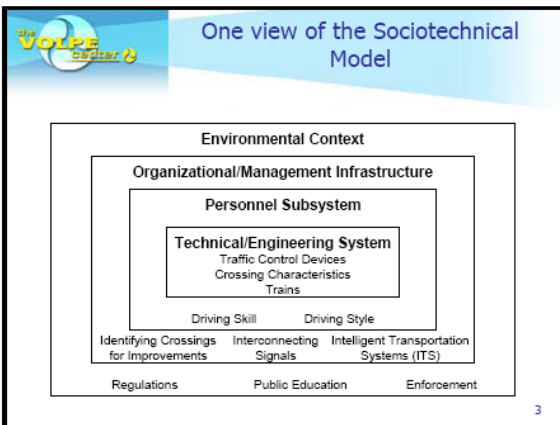 the
VOLPE
center
One view of the Sociotechnical
Model
Environmental Context
Organizational/Management Infrastructure
Personnel Subsystem
Technical/Engineering System
Traffic Control Devices
Crossing Characteristics
Trains
Driving Skill Driving Style
Identifying Crossings Interconnecting Intelligent Transportation
for Improvements Signals Systems (ITS)
Regulations Public Education Enforcement
3